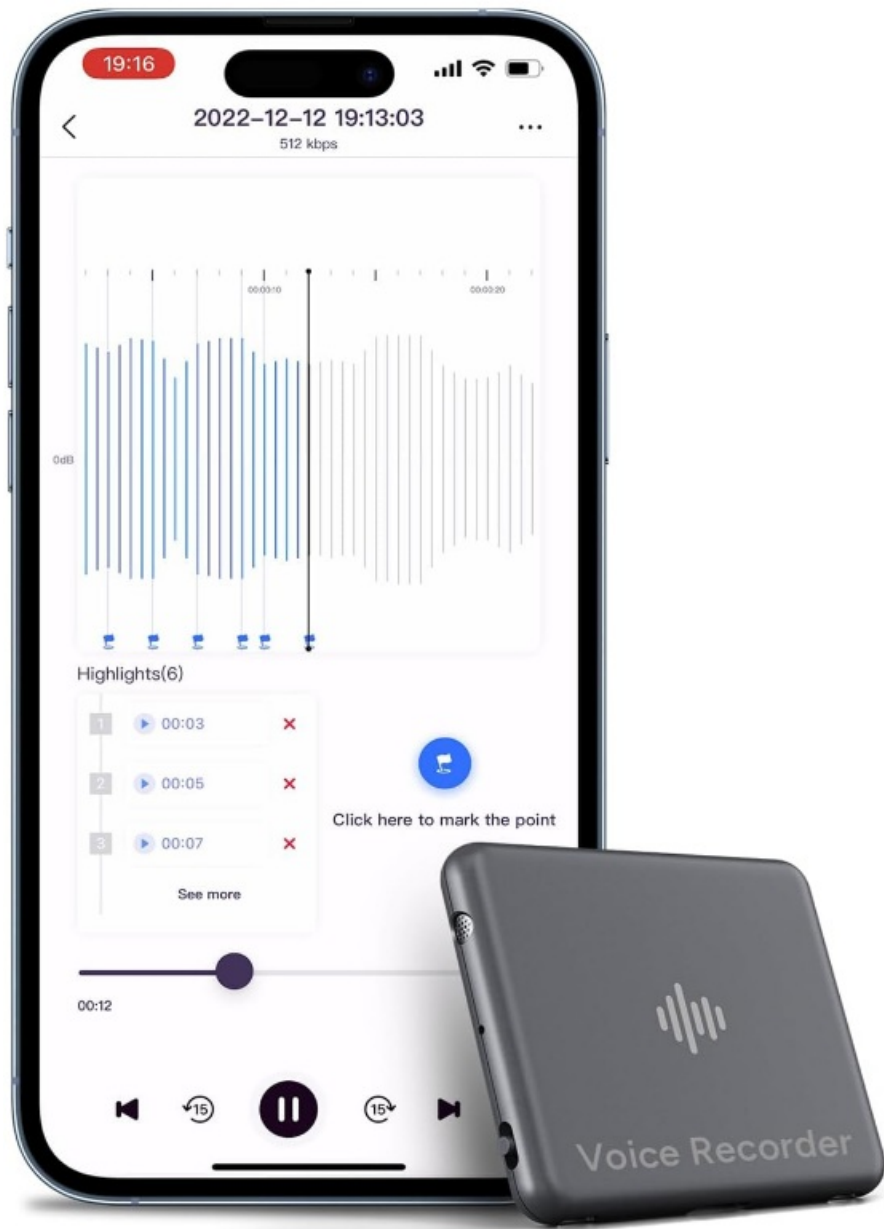 19:16
2022-12-12 19:13:03
512 kbps
00:00:10
00:00:20
0dB
Highlights(6)
1
00:03
2
00:05
Click here to mark the point
3
00:07
See more
00:12
15
15
Voice Recorder